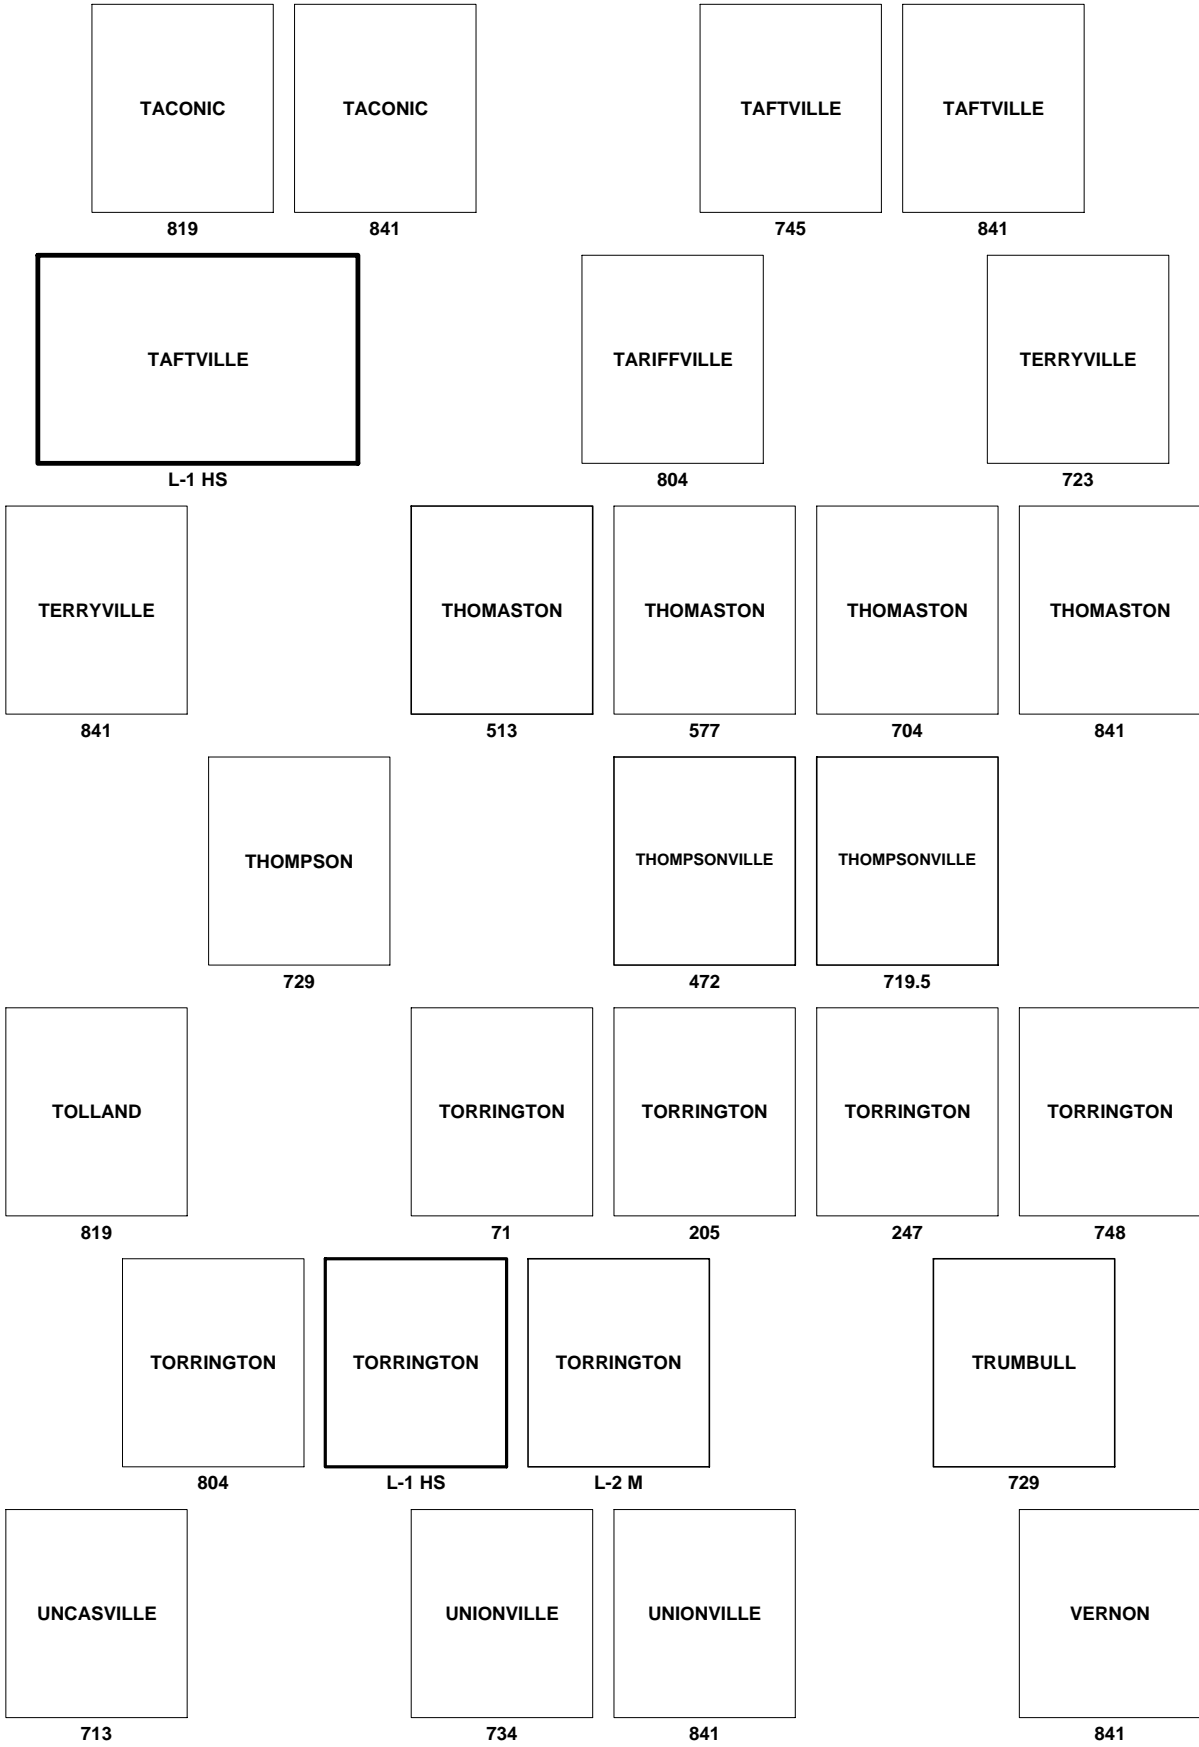 TACONIC TACONIC TAFTVILLE TAFTVILLE
819 841 745 841
TAFTVILLE TARIFFVILLE TERRYVILLE
L-1 HS 804 723
TERRYVILLE THOMASTON THOMASTON THOMASTON THOMASTON
841 513 577 704 841
THOMPSON THOMPSONVILLE THOMPSONVILLE
729 472 719.5
TOLLAND TORRINGTON TORRINGTON TORRINGTON TORRINGTON
819 71 205 247 748
TORRINGTON TORRINGTON TORRINGTON TRUMBULL
804 L-1 HS L-2 M 729
UNCASVILLE UNIONVILLE UNIONVILLE VERNON
713 734 841 841